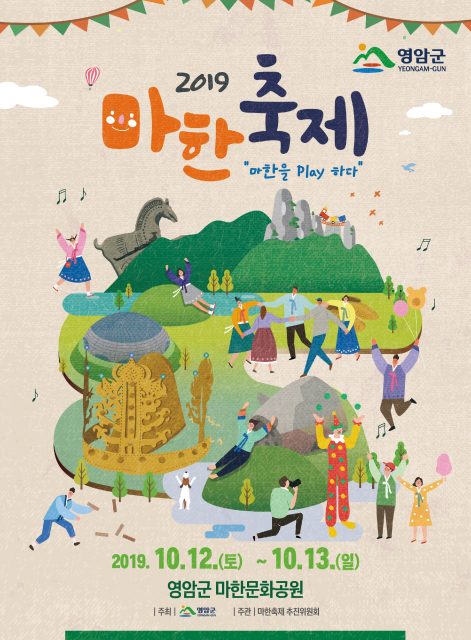 영암군
YEONGAM-GUN
2019
마한축제
"마한을 Play 하다"
2019. 10.12.(토) ~ 10.13.(일)
영암군 마한문화공원
| 주최 | 영암군 YEONGAM-GUN | 주관 | 마한축제 추진위원회